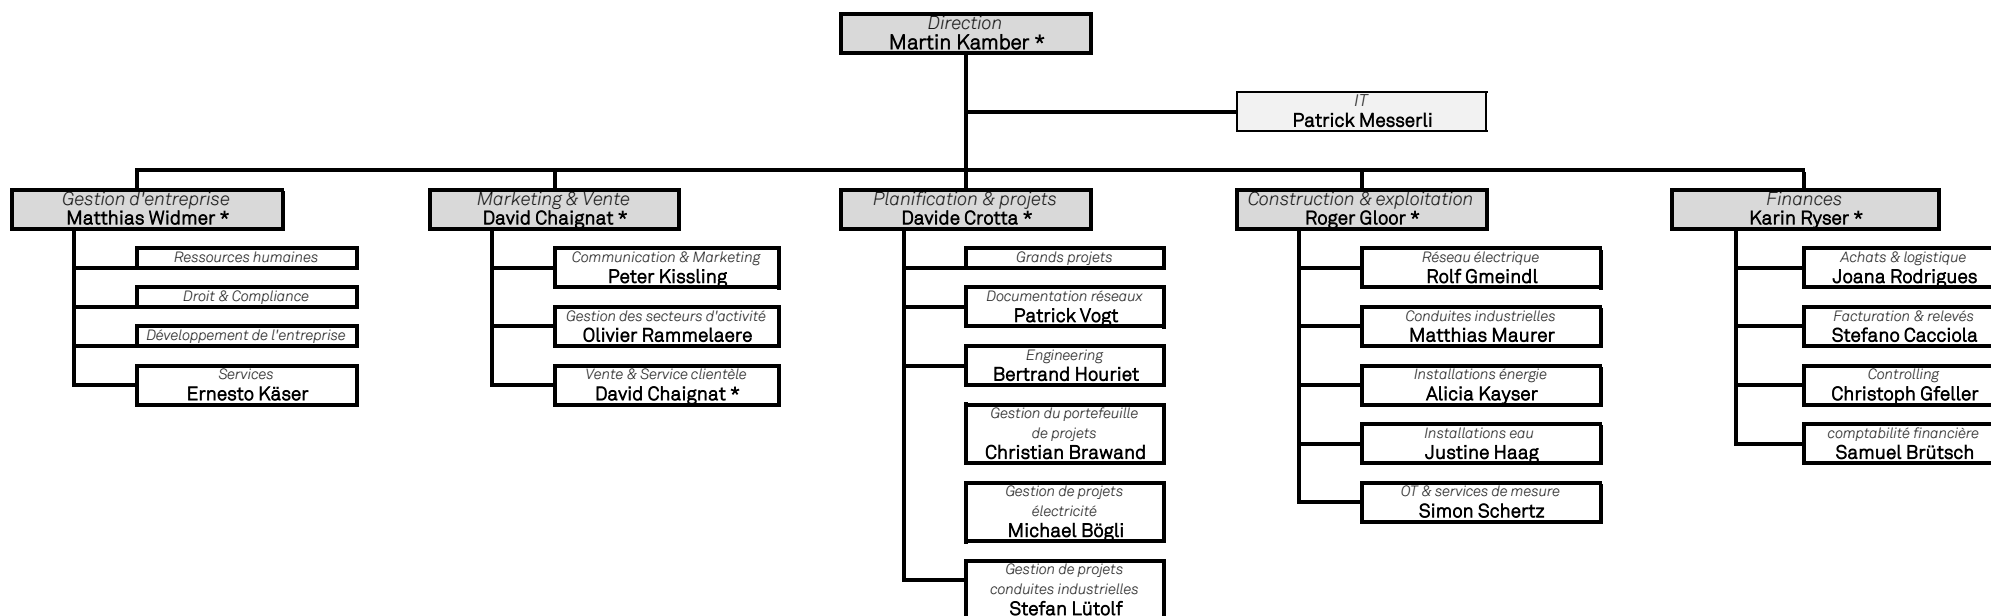 Direction
Martin Kamber *
IT
Patrick Messerli
Gestion d'entreprise
Matthias Widmer *
Ressources humaines
Droit & Compliance
Développement de l'entreprise
Services
Ernesto Käser
Marketing & Vente
David Chaignat *
Communication & Marketing
Peter Kissling
Gestion des secteurs d'activité
Olivier Rammelaere
Vente & Service clientèle
David Chaignat *
Planification & projets
Davide Crotta *
Grands projets
Documentation réseaux
Patrick Vogt
Engineering
Bertrand Houriet
Gestion du portefeuille
de projets
Christian Brawand
Gestion de projets
électricité
Michael Bögli
Gestion de projets
conduites industrielles
Stefan Lütolf
Construction & exploitation
Roger Gloor *
Réseau électrique
Rolf Gmeindl
Conduites industrielles
Matthias Maurer
Installations énergie
Alicia Kayser
Installations eau
Justine Haag
OT & services de mesure
Simon Schertz
Finances
Karin Ryser *
Achats & logistique
Joana Rodrigues
Facturation & relevés
Stefano Cacciola
Controlling
Christoph Gfeller
comptabilité financière
Samuel Brütsch